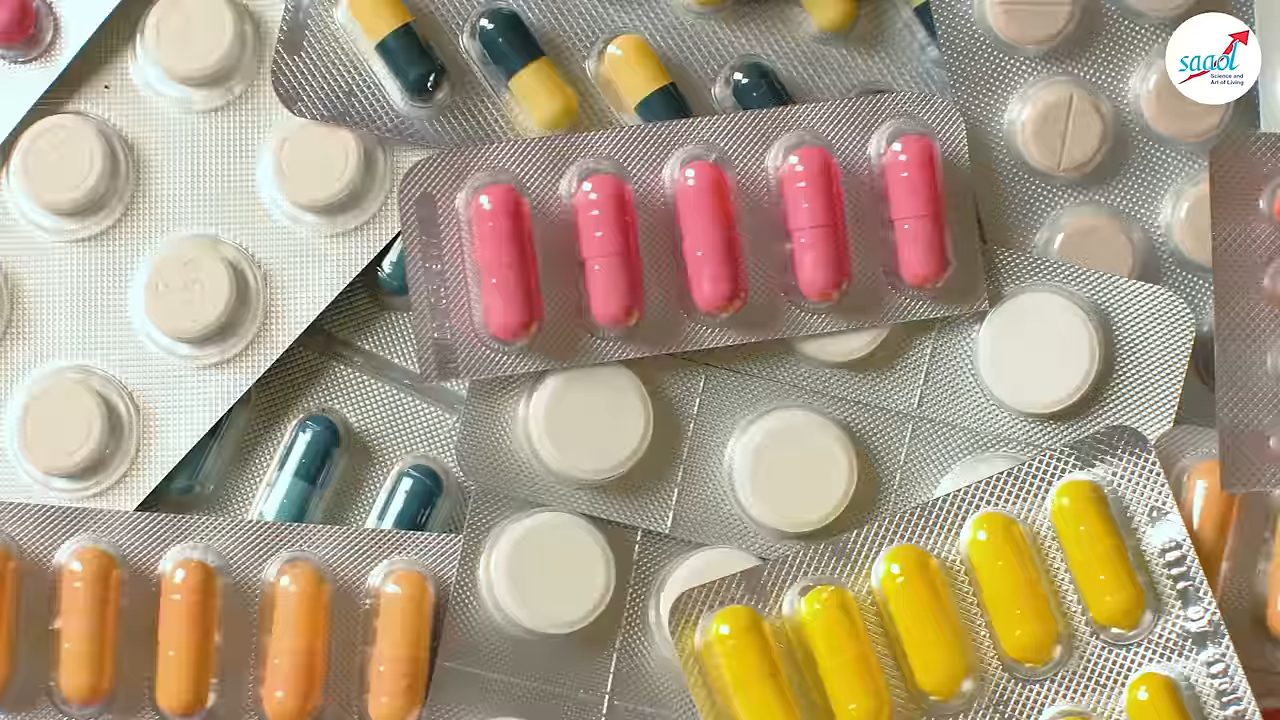 saaol
Science and
Art of Living